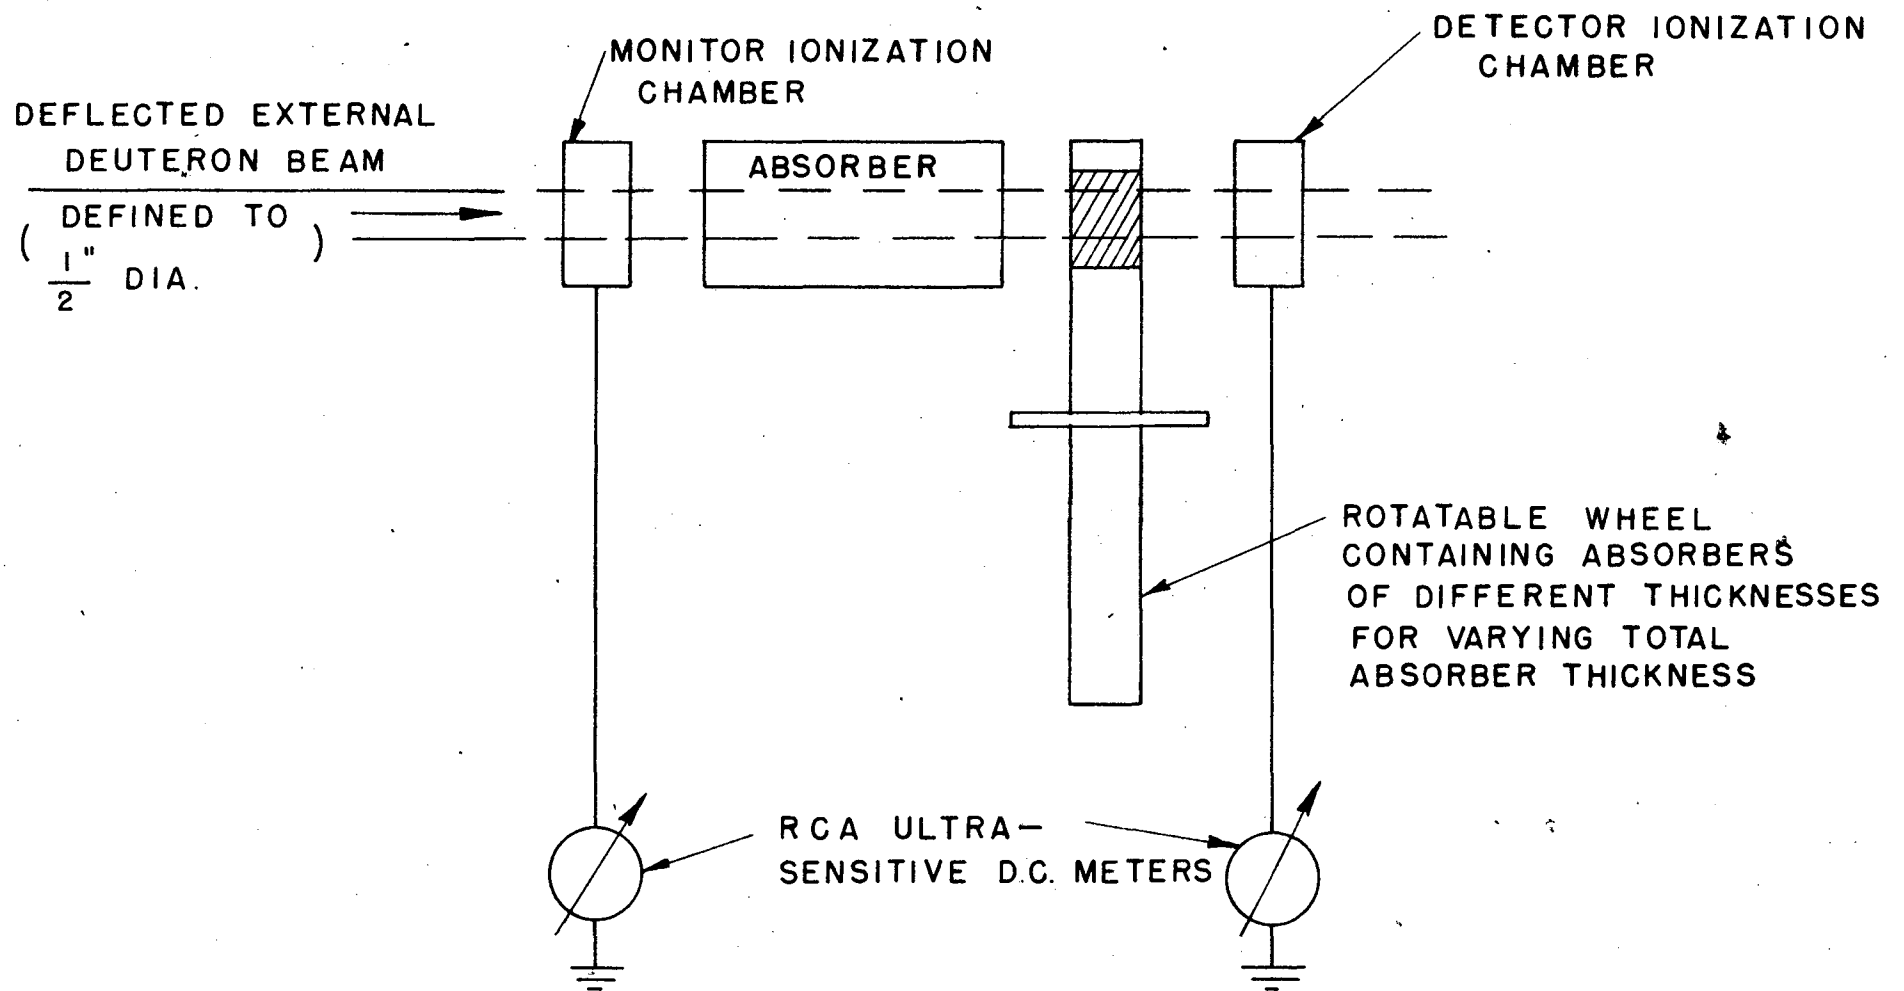 MONITOR IONIZATION
CHAMBER
DETECTOR IONIZATION
CHAMBER
DEFLECTED EXTERNAL
DEUTERON BEAM
( DEFINED TO )
1/2" DIA.
ABSORBER
ROTATABLE WHEEL
CONTAINING ABSORBERS
OF DIFFERENT THICKNESSES
FOR VARYING TOTAL
ABSORBER THICKNESS
RCA ULTRA-
SENSITIVE D.C. METERS